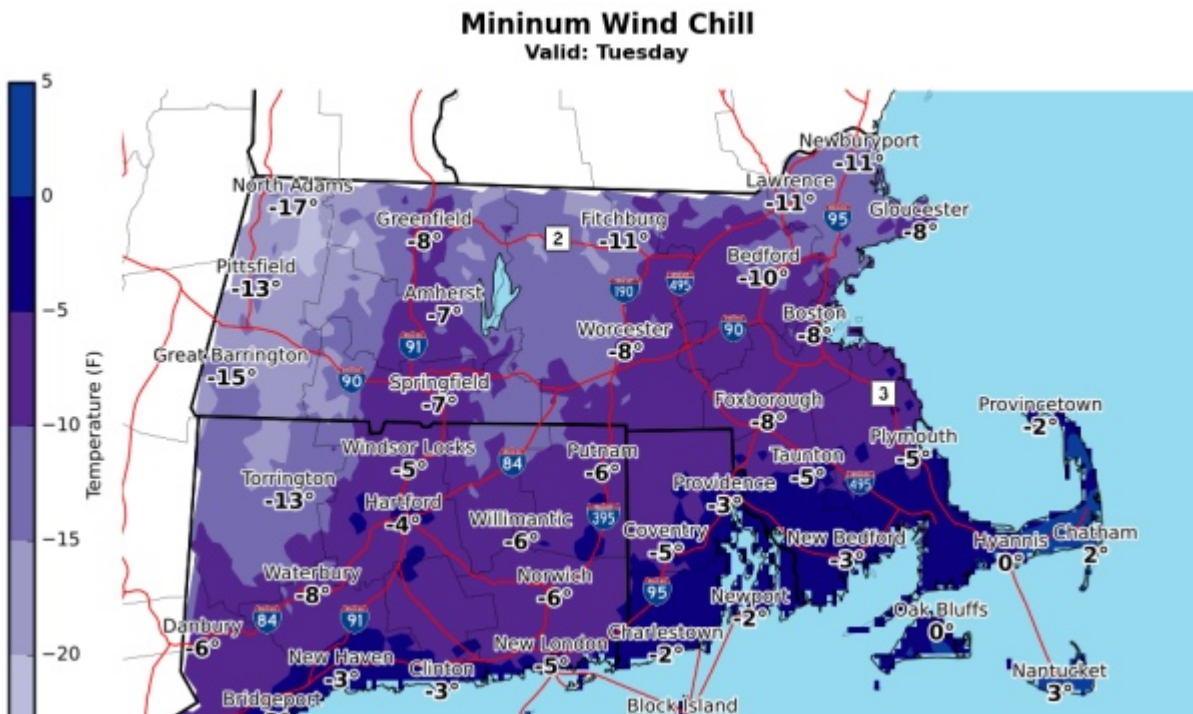 Mininum Wind Chill
Valid: Tuesday
5
0
−5
−10
−15
−20
Temperature (F)
Newburyport
-11°
North Adams
-17°
Lawrence
-11°
Greenfield
-8°
2
Fitchburg
-11°
95
Gloucester
-8°
Pittsfield
-13°
Bedford
-10°
Amherst
-7°
190
495
Boston
-8°
Worcester
-8°
90
91
Great Barrington
-15°
90
Springfield
-7°
Foxborough
-8°
3
Provincetown
-2°
Windsor Locks
-5°
84
Putnam
-6°
Plymouth
-5°
Taunton
-5°
495
Torrington
-13°
Providence
-3°
Hartford
-4°
Willimantic
-6°
395
Coventry
-5°
New Bedford
-3°
Hyannis
0°
Chatham
2°
Waterbury
-8°
Norwich
-6°
95
Newport
-2°
Oak Bluffs
0°
Danbury
-6°
84
91
New Haven
-3°
Clinton
-3°
New London
-5°
Charlestown
-2°
Nantucket
3°
Bridgeport
Block Island